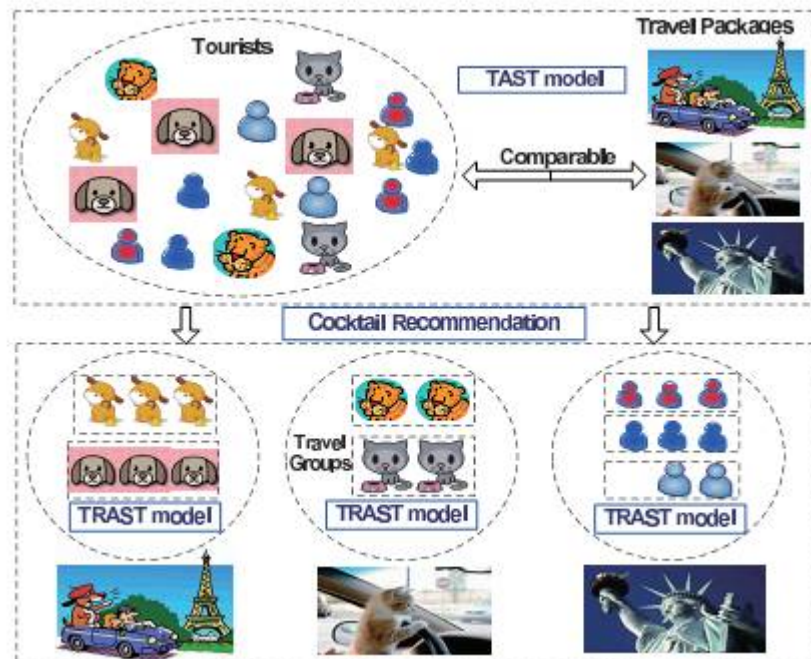 Tourists
Travel Packages
TAST model
Comparable
Cocktail Recommendation
Travel
Groups
TRAST model
TRAST model
TRAST model